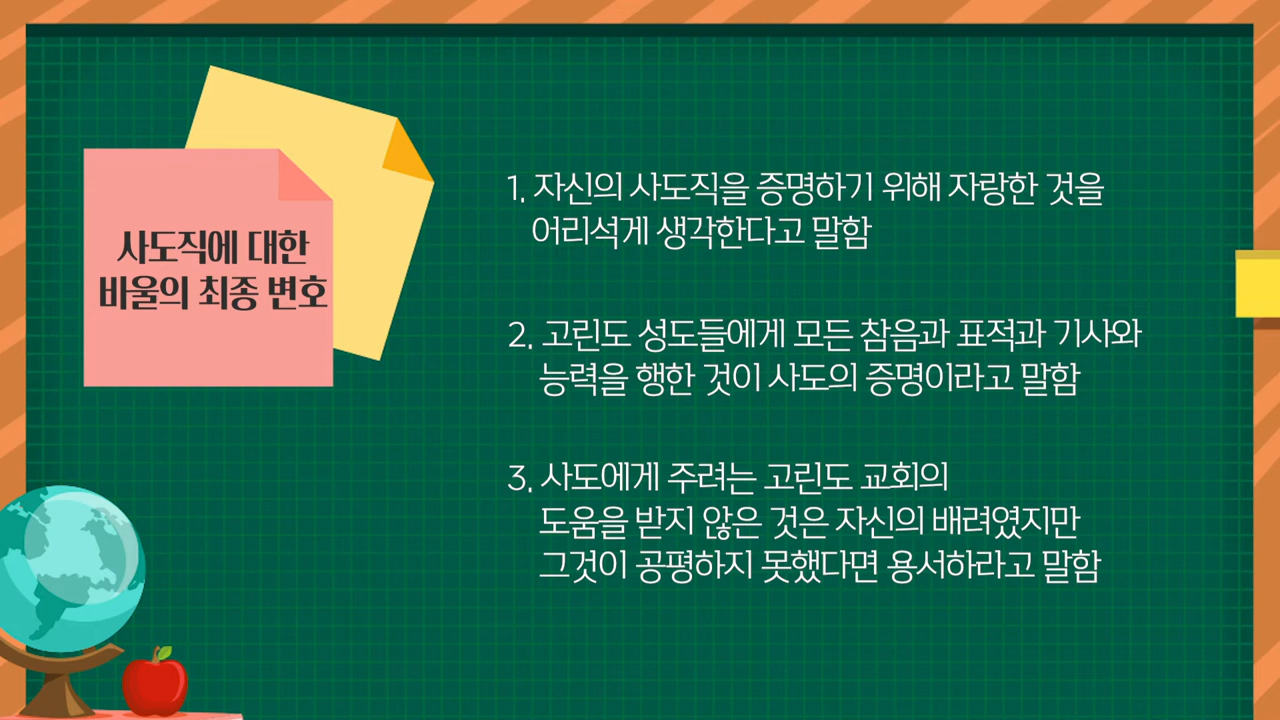 사도직에 대한
바울의 최종 변호
1. 자신의 사도직을 증명하기 위해 자랑한 것을
어리석게 생각한다고 말함
2. 고린도 성도들에게 모든 참음과 표적과 기사와
능력을 행한 것이 사도의 증명이라고 말함
3. 사도에게 주려는 고린도 교회의
도움을 받지 않은 것은 자신의 배려였지만
그것이 공평하지 못했다면 용서하라고 말함